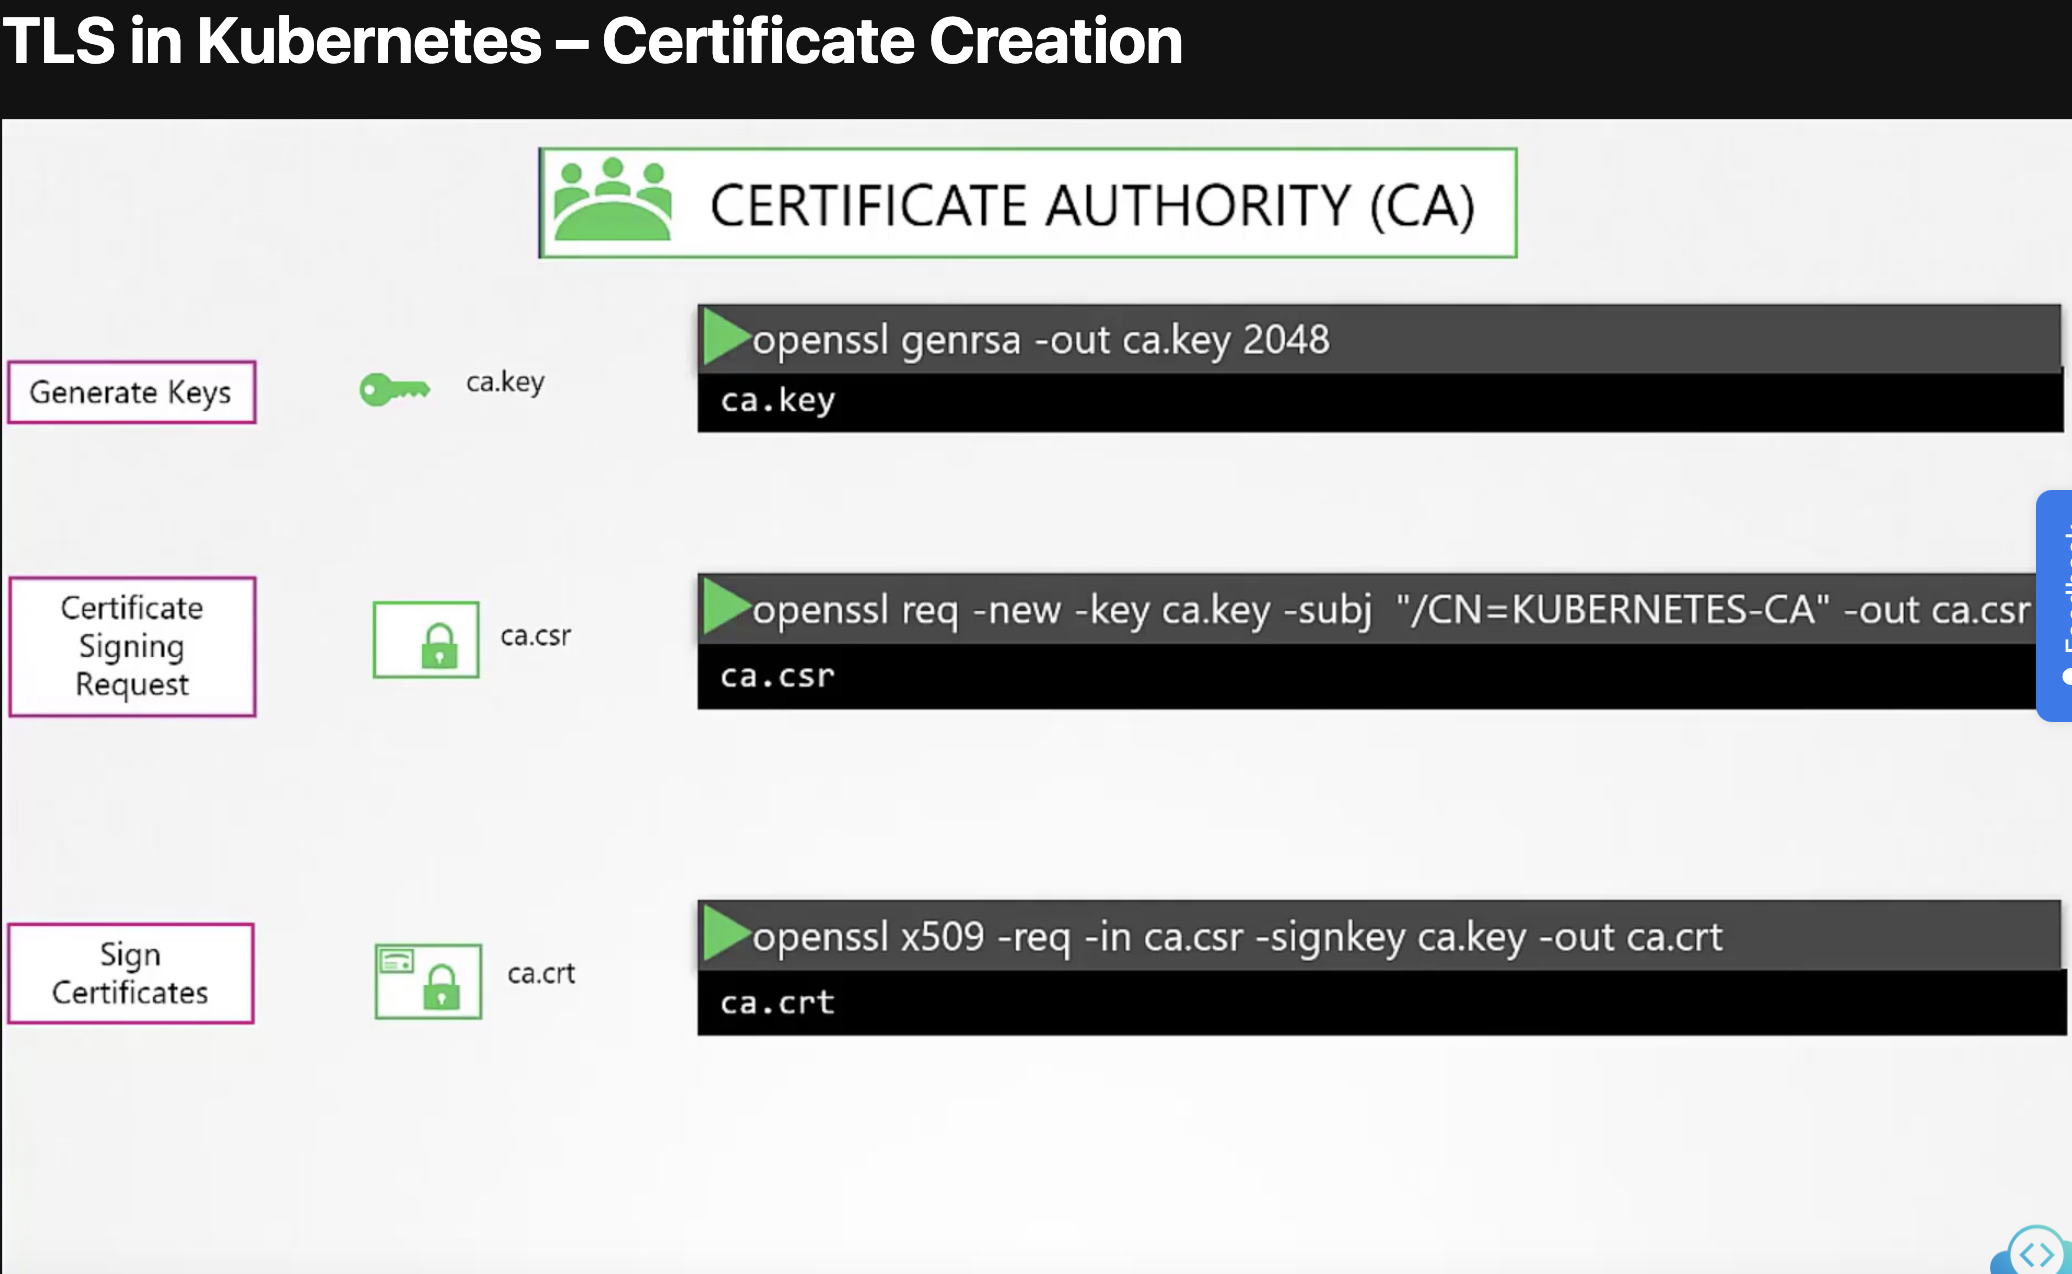 TLS in Kubernetes – Certificate Creation
CERTIFICATE AUTHORITY (CA)
Generate Keys
ca.key
openssl genrsa -out ca.key 2048
ca.key
Certificate
Signing
Request
ca.csr
openssl req -new -key ca.key -subj "/CN=KUBERNETES-CA" -out ca.csr
ca.csr
Sign
Certificates
ca.crt
openssl x509 -req -in ca.csr -signkey ca.key -out ca.crt
ca.crt